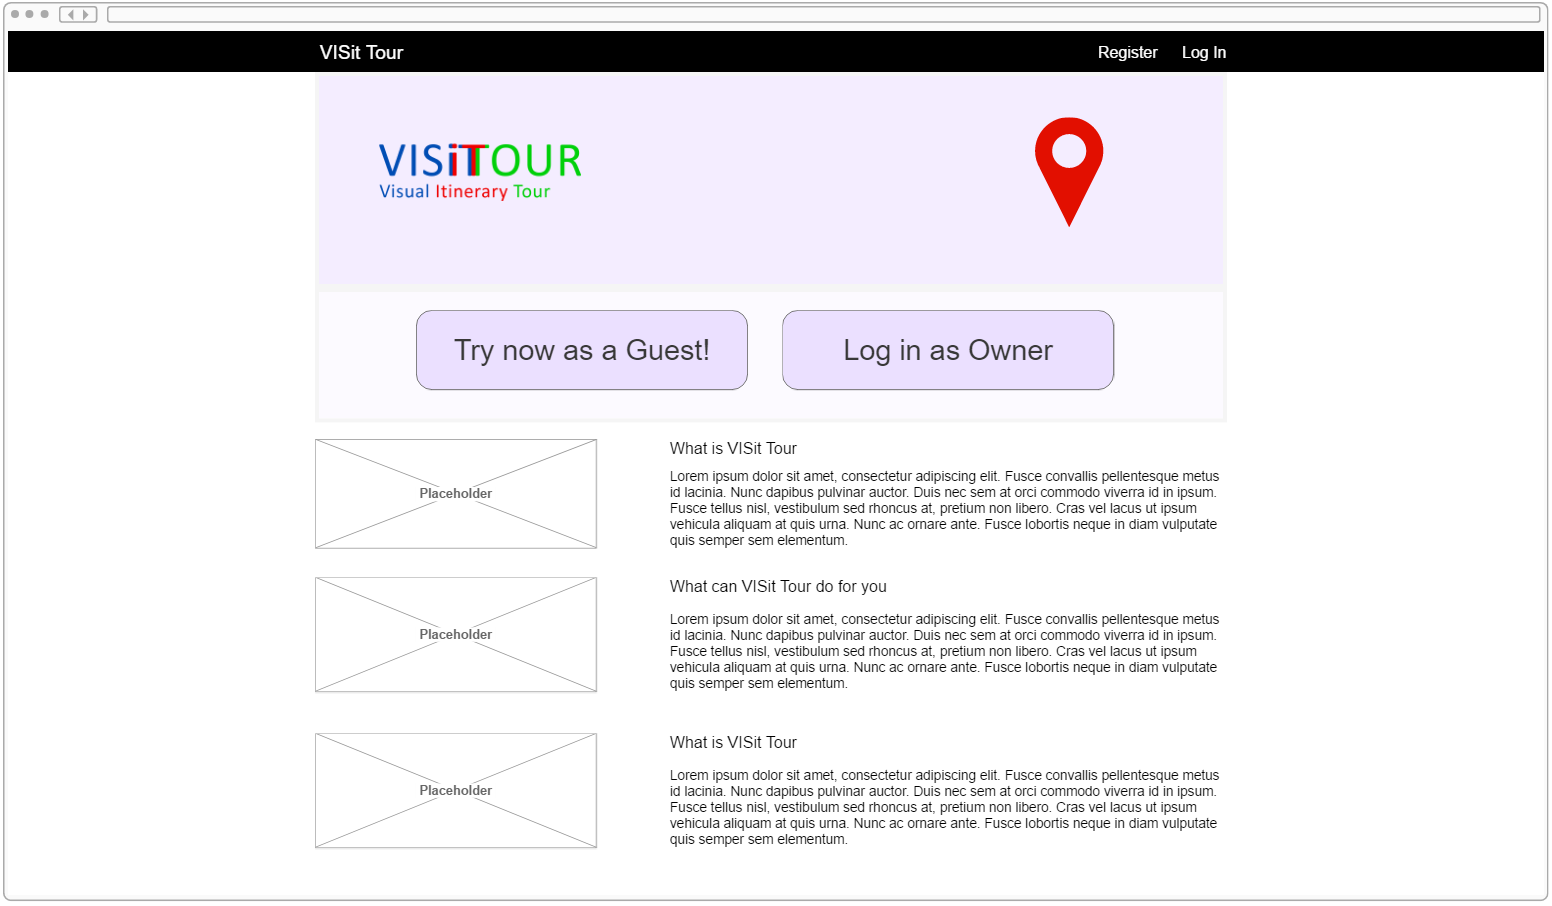 VISit Tour
Register Log In
VISiTTOUR
Visual Itinerary Tour
Try now as a Guest!
Log in as Owner
Placeholder
What is VISit Tour
Lorem ipsum dolor sit amet, consectetur adipiscing elit. Fusce convallis pellentesque metus
id lacinia. Nunc dapibus pulvinar auctor. Duis nec sem at orci commodo viverra id in ipsum.
Fusce tellus nisl, vestibulum sed rhoncus at, pretium non libero. Cras vel lacus ut ipsum
vehicula aliquam at quis urna. Nunc ac ornare ante. Fusce lobortis neque in diam vulputate
quis semper sem elementum.
Placeholder
What can VISit Tour do for you
Lorem ipsum dolor sit amet, consectetur adipiscing elit. Fusce convallis pellentesque metus
id lacinia. Nunc dapibus pulvinar auctor. Duis nec sem at orci commodo viverra id in ipsum.
Fusce tellus nisl, vestibulum sed rhoncus at, pretium non libero. Cras vel lacus ut ipsum
vehicula aliquam at quis urna. Nunc ac ornare ante. Fusce lobortis neque in diam vulputate
quis semper sem elementum.
Placeholder
What is VISit Tour
Lorem ipsum dolor sit amet, consectetur adipiscing elit. Fusce convallis pellentesque metus
id lacinia. Nunc dapibus pulvinar auctor. Duis nec sem at orci commodo viverra id in ipsum.
Fusce tellus nisl, vestibulum sed rhoncus at, pretium non libero. Cras vel lacus ut ipsum
vehicula aliquam at quis urna. Nunc ac ornare ante. Fusce lobortis neque in diam vulputate
quis semper sem elementum.